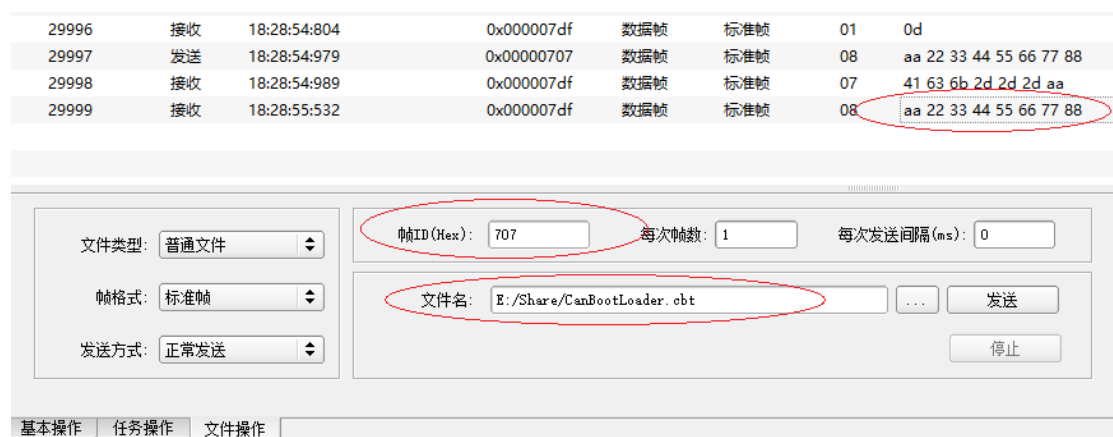 29996 接收 18:28:54:804 0x000007df 数据帧 标准帧 01 0d
29997 发送 18:28:54:979 0x00000707 数据帧 标准帧 08 aa 22 33 44 55 66 77 88
29998 接收 18:28:54:989 0x000007df 数据帧 标准帧 07 41 63 6b 2d 2d 2d aa
29999 接收 18:28:55:532 0x000007df 数据帧 标准帧 08 aa 22 33 44 55 66 77 88
文件类型: 普通文件 帧ID(Hex): 707 每次帧数: 1 每次发送间隔(ms): 0
帧格式: 标准帧 文件名: E:/Share/CanBootLoader.cbt ... 发送
发送方式: 正常发送 停止
基本操作 任务操作 文件操作